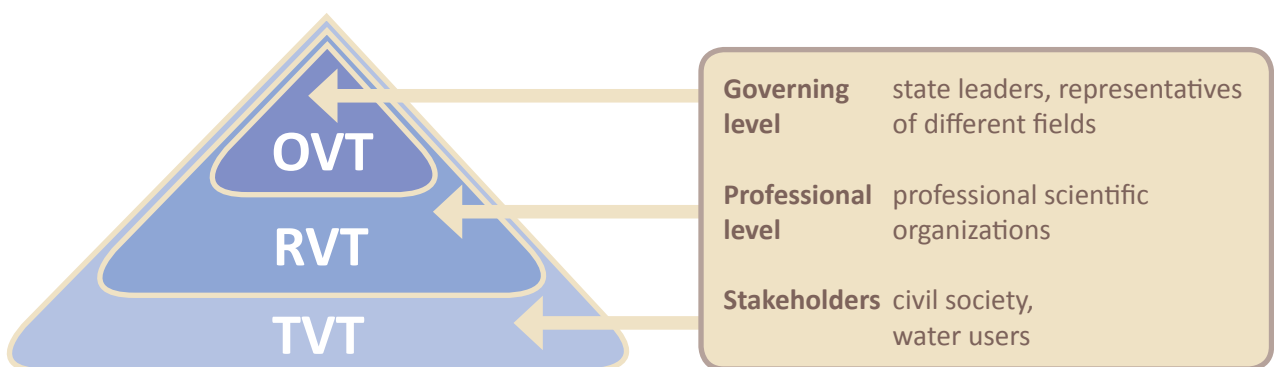 OVT
RVT
TVT
Governing level
state leaders, representatives of different fields
Professional level
professional scientific organizations
Stakeholders
civil society,
water users